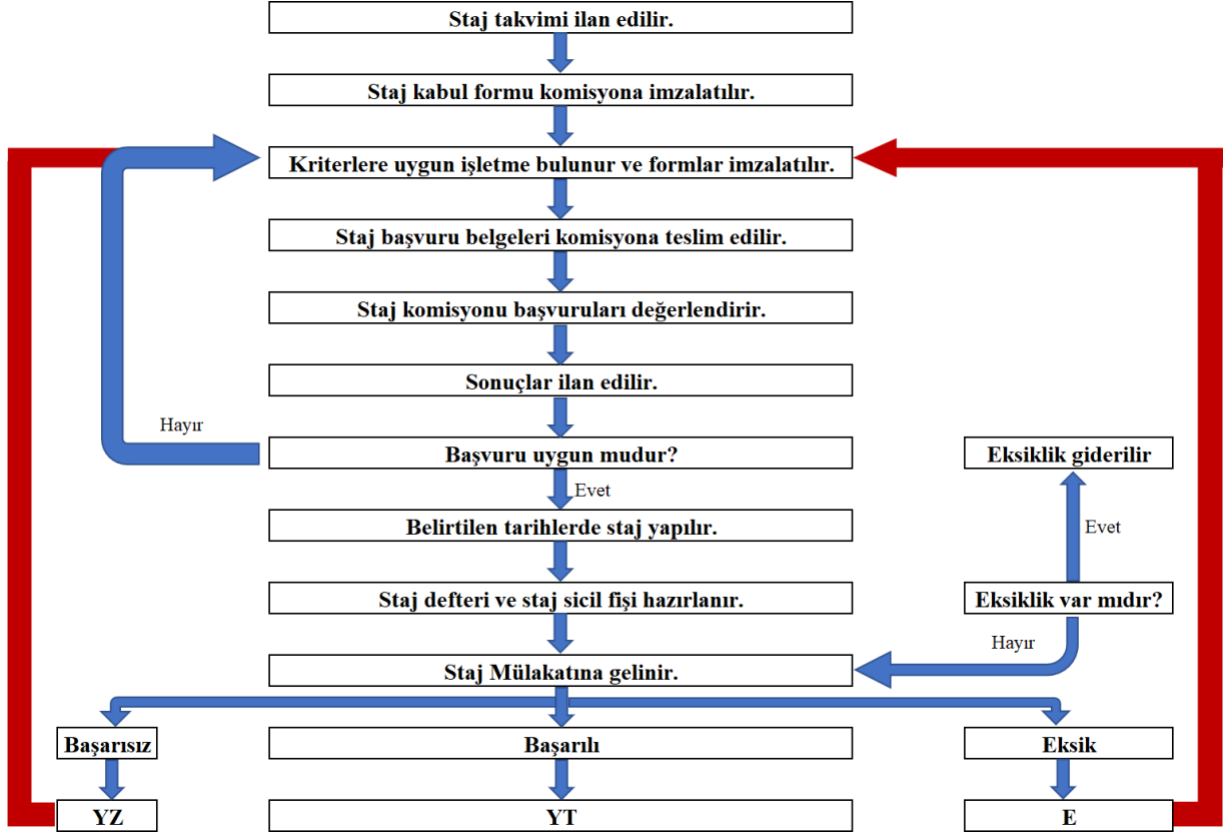 Staj takvimi ilan edilir.
Staj kabul formu komisyona imzalatılır.
Kriterlere uygun işletme bulunur ve formlar imzalatılır.
Staj başvuru belgeleri komisyona teslim edilir.
Staj komisyonu başvuruları değerlendirir.
Sonuçlar ilan edilir.
Hayır
Başvuru uygun mudur?
Eksiklik giderilir
Evet
Belirtilen tarihlerde staj yapılır.
Evet
Staj defteri ve staj sicil fişi hazırlanır.
Eksiklik var mıdır?
Hayır
Staj Mülakatına gelinir.
Başarısız
Başarılı
Eksik
YZ
YT
E